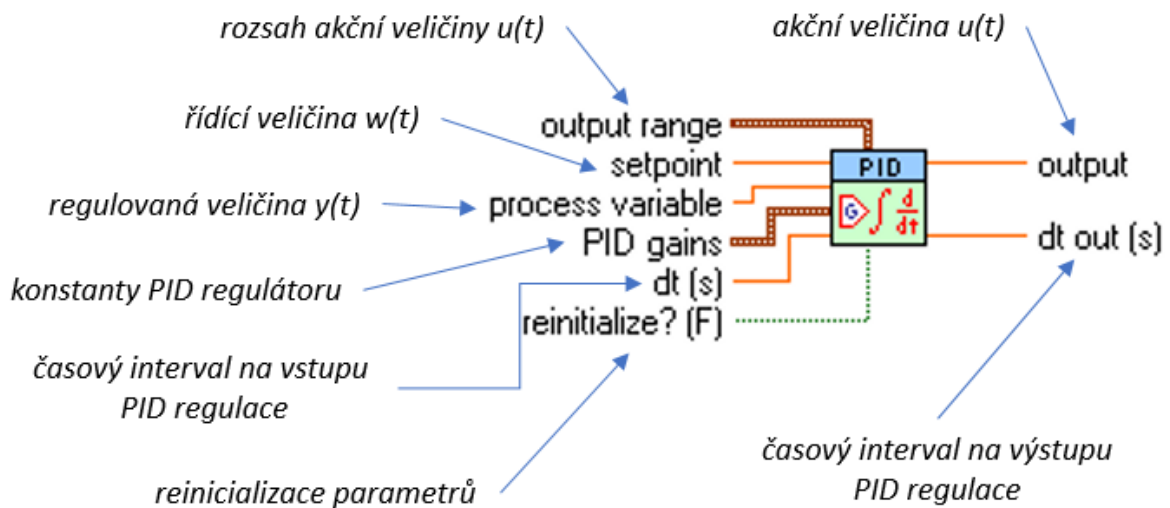 rozsah akční veličiny u(t)
akční veličina u(t)
řídící veličina w(t)
output range
setpoint
PID
output
regulovaná veličina y(t)
process variable
G
d
dt
PID gains
dt out (s)
konstanty PID regulátoru
dt (s)
reinitialize? (F)
časový interval na vstupu
PID regulace
časový interval na výstupu
PID regulace
reinicializace parametrů